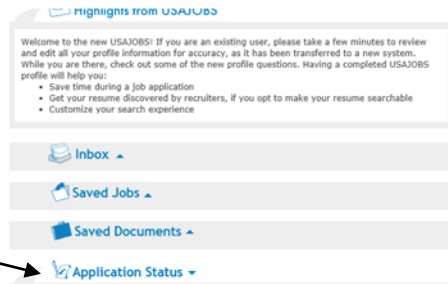 Highlights from USAJOBS
Welcome to the new USAJOBS! If you are an existing user, please take a few minutes to review
and edit all your profile information for accuracy, as it has been transferred to a new system.
While you are there, check out some of the new profile questions. Having a completed USAJOBS
profile will help you:
• Save time during a job application
• Get your resume discovered by recruiters, if you opt to make your resume searchable
• Customize your search experience
Inbox
Saved Jobs
Saved Documents
Application Status